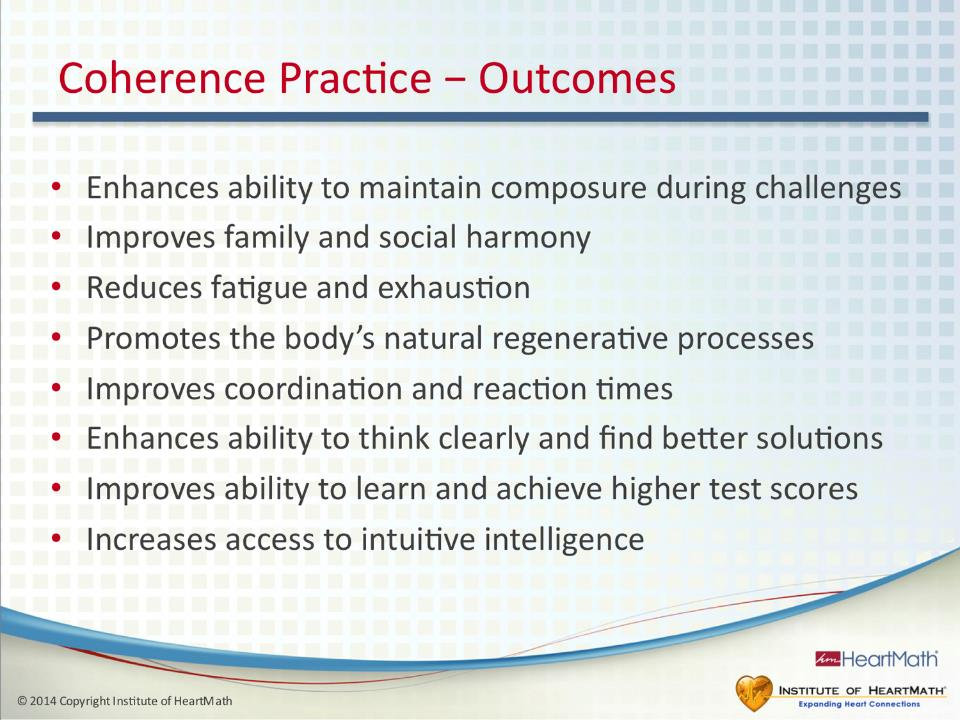 Coherence Practice – Outcomes
• Enhances ability to maintain composure during challenges
• Improves family and social harmony
• Reduces fatigue and exhaustion
• Promotes the body’s natural regenerative processes
• Improves coordination and reaction times
• Enhances ability to think clearly and find better solutions
• Improves ability to learn and achieve higher test scores
• Increases access to intuitive intelligence
hm HeartMath®
© 2014 Copyright Institute of HeartMath
INSTITUTE OF HEARTMATH®
Expanding Heart Connections